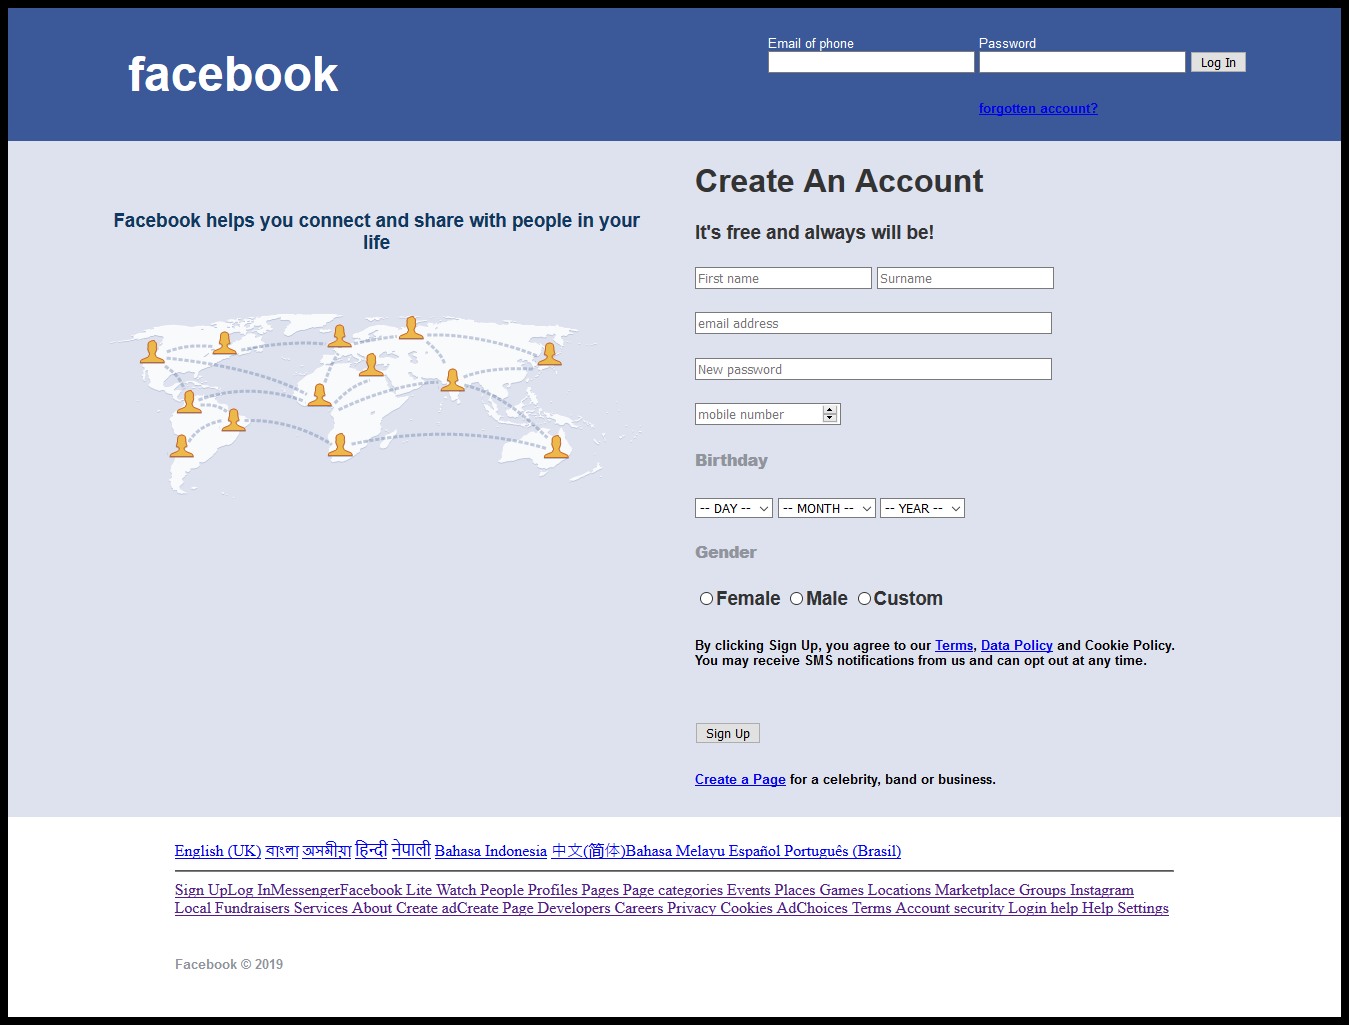 facebook
Email of phone
Password
Log In
forgotten account?
Facebook helps you connect and share with people in your
life
Create An Account
It's free and always will be!
First name
Surname
email address
New password
mobile number
Birthday
-- DAY --
-- MONTH --
-- YEAR --
Gender
Female Male Custom
By clicking Sign Up, you agree to our Terms, Data Policy and Cookie Policy.
You may receive SMS notifications from us and can opt out at any time.
Sign Up
Create a Page for a celebrity, band or business.
English (UK) বাংলা অসমীয়া हिन्दी नेपाली Bahasa Indonesia 中文(简体)Bahasa Melayu Español Português (Brasil)
Sign UpLog InMessengerFacebook Lite Watch People Profiles Pages Page categories Events Places Games Locations Marketplace Groups Instagram
Local Fundraisers Services About Create adCreate Page Developers Careers Privacy Cookies AdChoices Terms Account security Login help Help Settings
Facebook © 2019